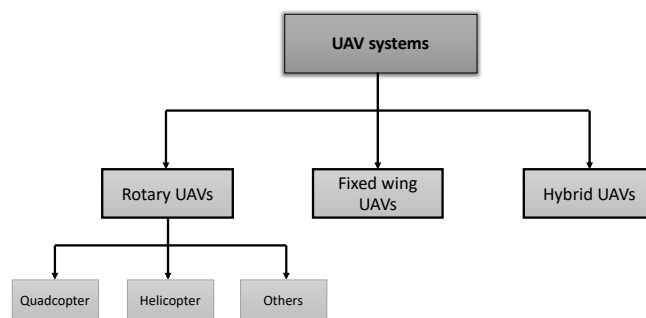 UAV systems
Rotary UAVs
Fixed wing
UAVs
Hybrid UAVs
Quadcopter
Helicopter
Others